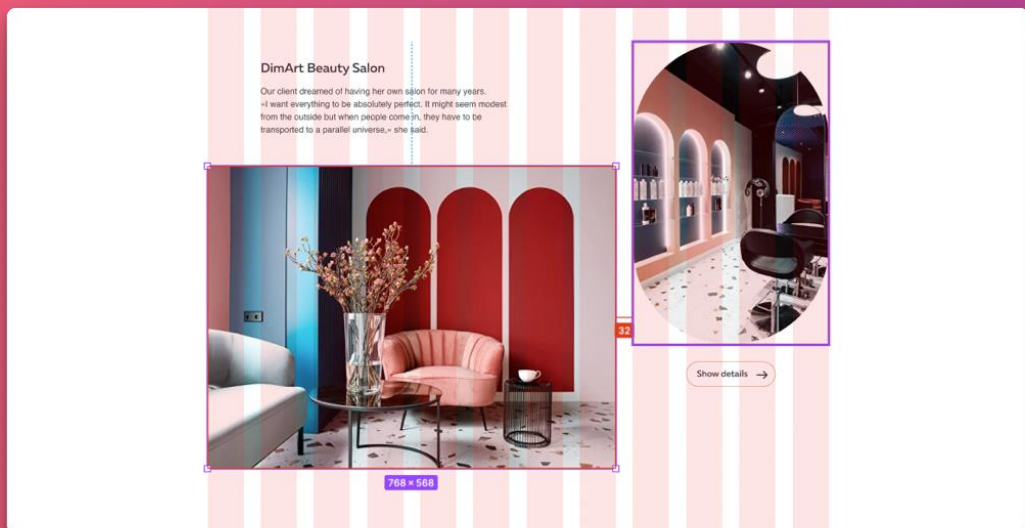 DimArt Beauty Salon
Our client dreamed of having her own salon for many years.
«I want everything to be absolutely perfect. It might seem modest
from the outside but when people come in, they have to be
transported to a parallel universe,» she said.
32
Show details
768 × 568